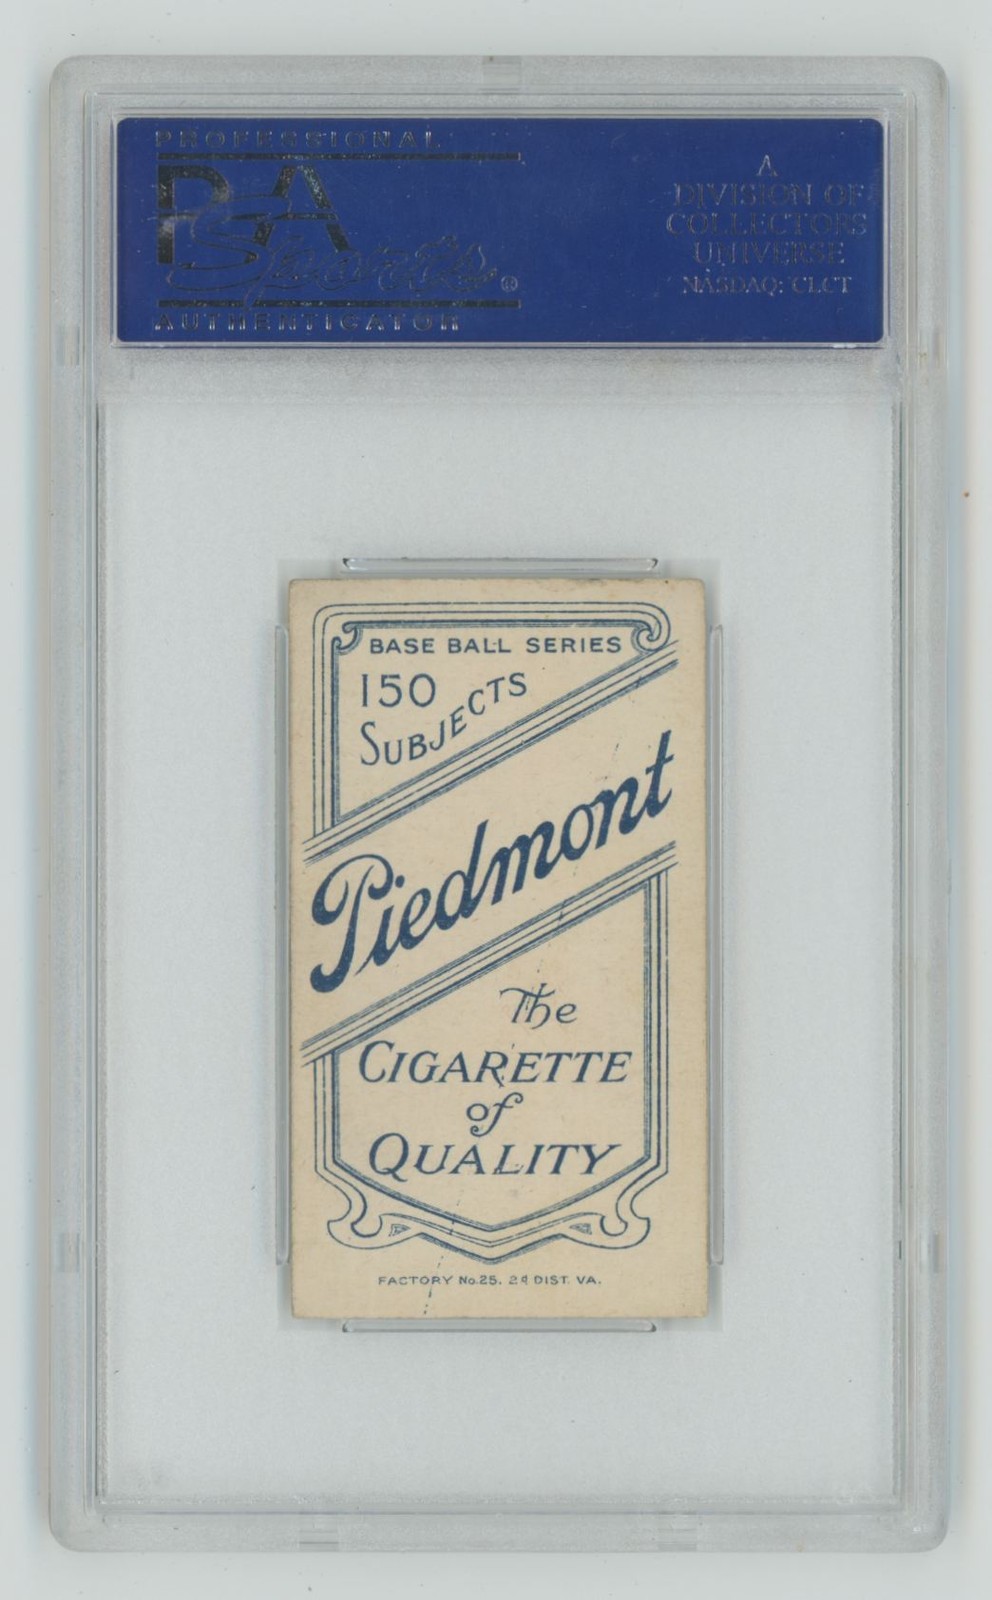 PROFESSIONAL
PSA
Sports®
AUTHENTICATOR
A
DIVISION OF
COLLECTORS
UNIVERSE
NASDAQ: CLCT
BASE BALL SERIES
150
SUBJECTS
Piedmont
The
CIGARETTE
of
QUALITY
FACTORY No.25. 2d DIST. VA.